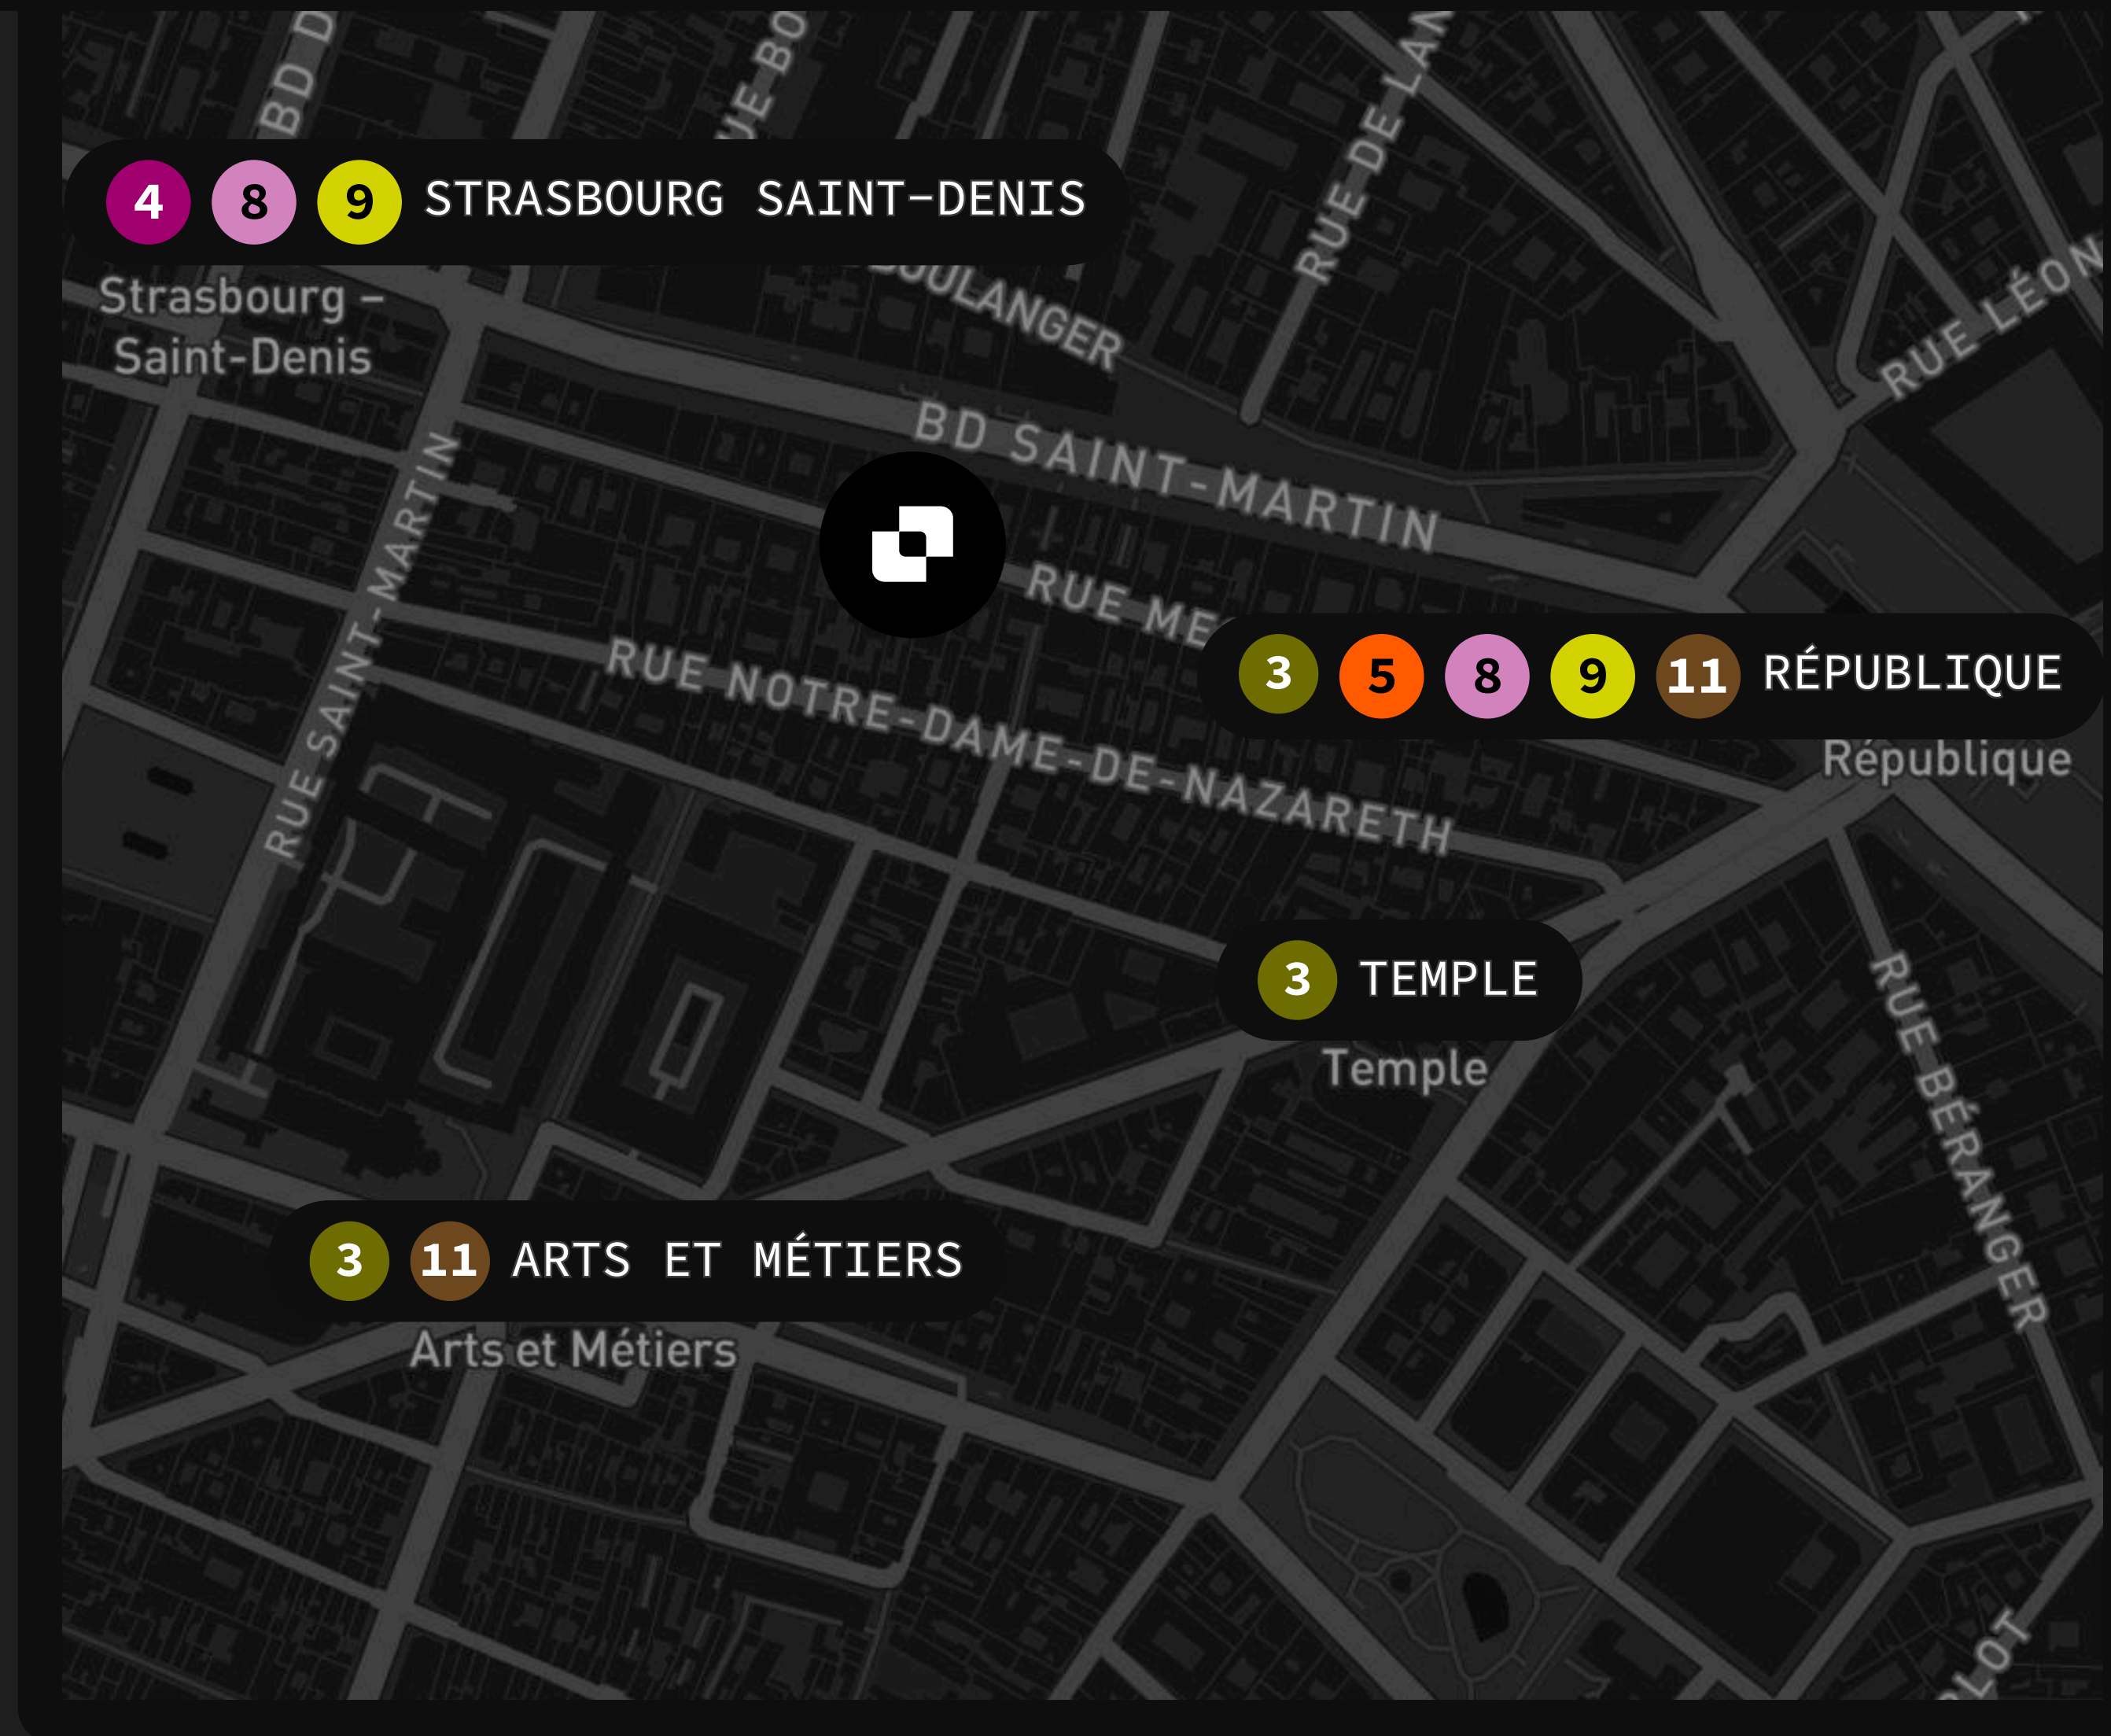 BD D
RUE DE LAN
4 8 9 STRASBOURG SAINT-DENIS
Strasbourg –
Saint-Denis
BOULANGER
RUE LÉON
BD SAINT-MARTIN
RUE SAINT-MARTIN
RUE MES
RUE NOTRE-DAME-DE-NAZARETH
3 5 8 9 11 RÉPUBLIQUE
République
3 TEMPLE
Temple
RUE BÉRANGER
3 11 ARTS ET MÉTIERS
Arts et Métiers